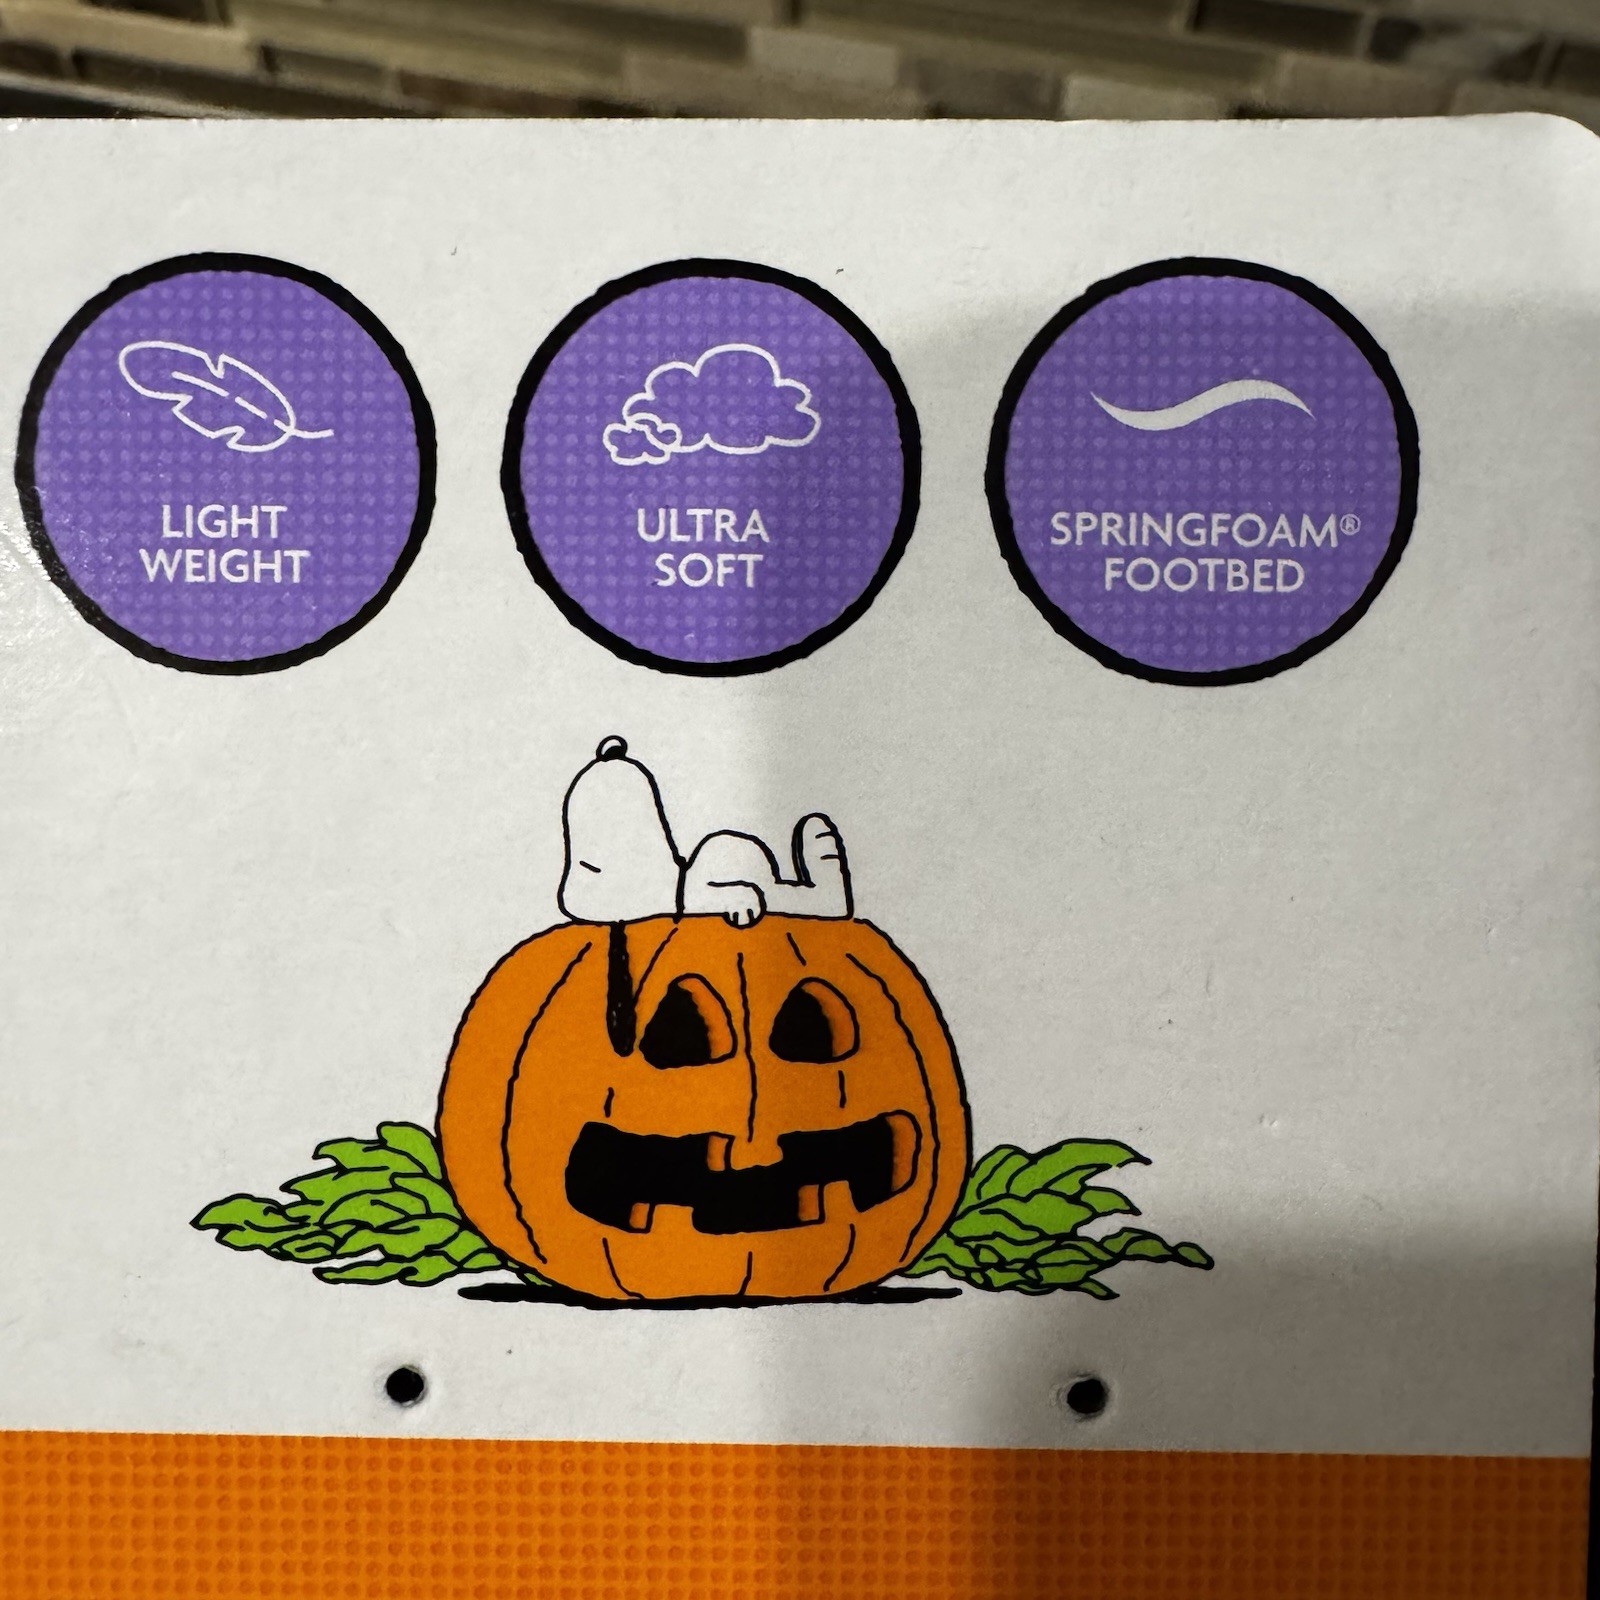 LIGHT
WEIGHT
ULTRA
SOFT
SPRINGFOAM®
FOOTBED